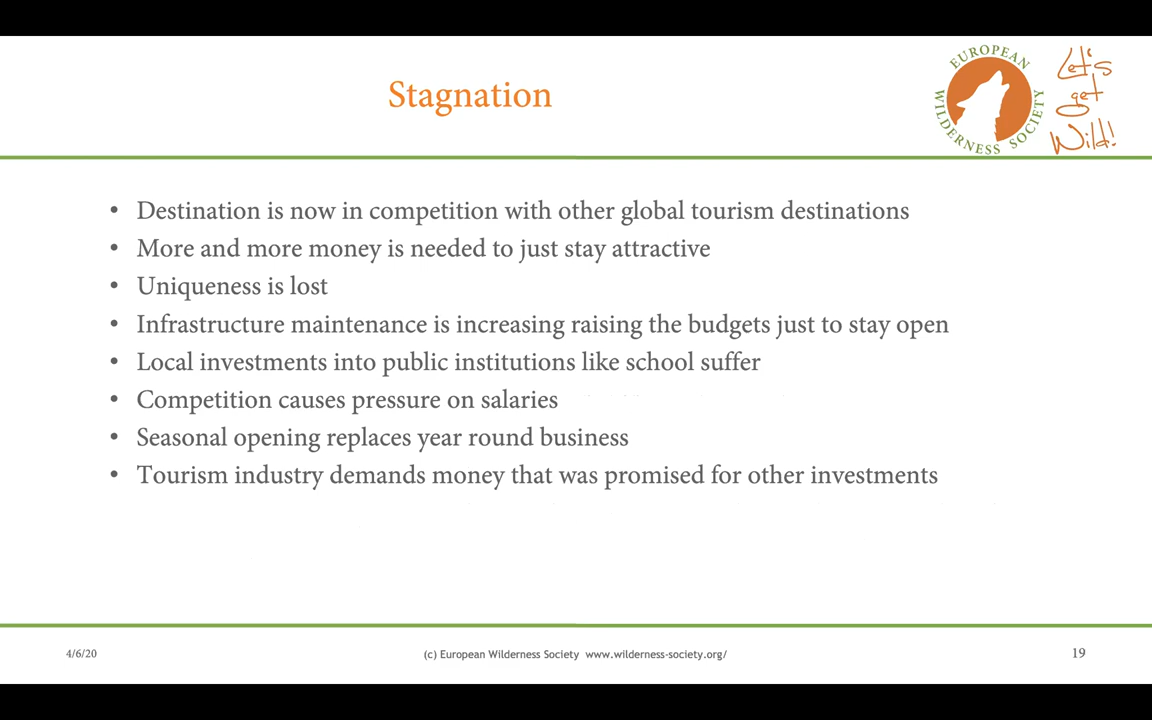 Stagnation
EUROPEAN WILDERNESS SOCIETY
Let's
get
Wild!
• Destination is now in competition with other global tourism destinations
• More and more money is needed to just stay attractive
• Uniqueness is lost
• Infrastructure maintenance is increasing raising the budgets just to stay open
• Local investments into public institutions like school suffer
• Competition causes pressure on salaries
• Seasonal opening replaces year round business
• Tourism industry demands money that was promised for other investments
4/6/20
(c) European Wilderness Society www.wilderness-society.org/
19